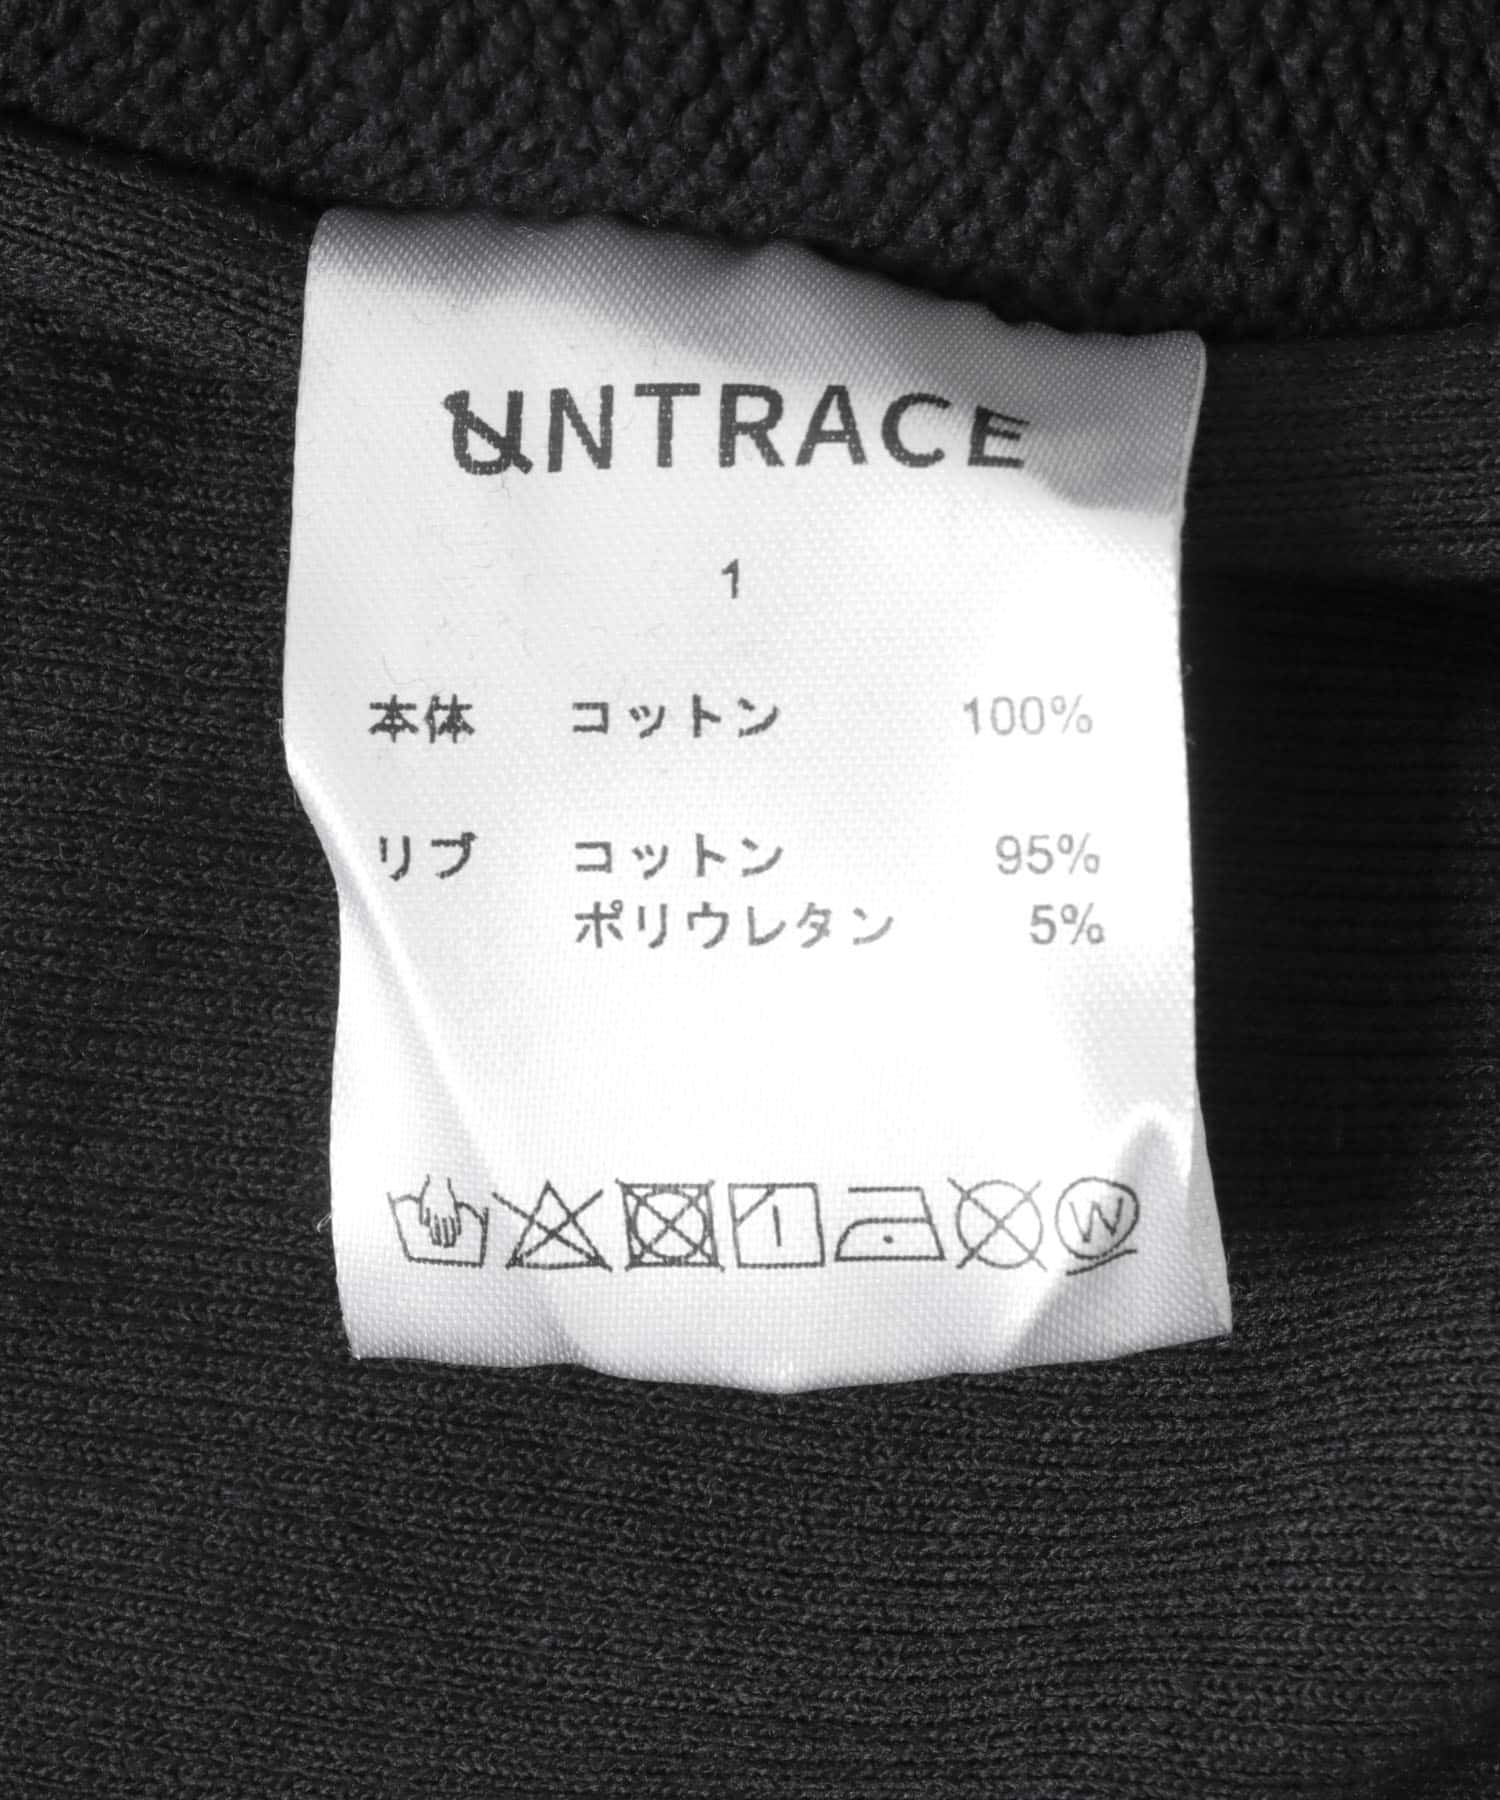 UNTRACE
1
本体 コットン 100%
リブ コットン 95%
ポリウレタン 5%
W